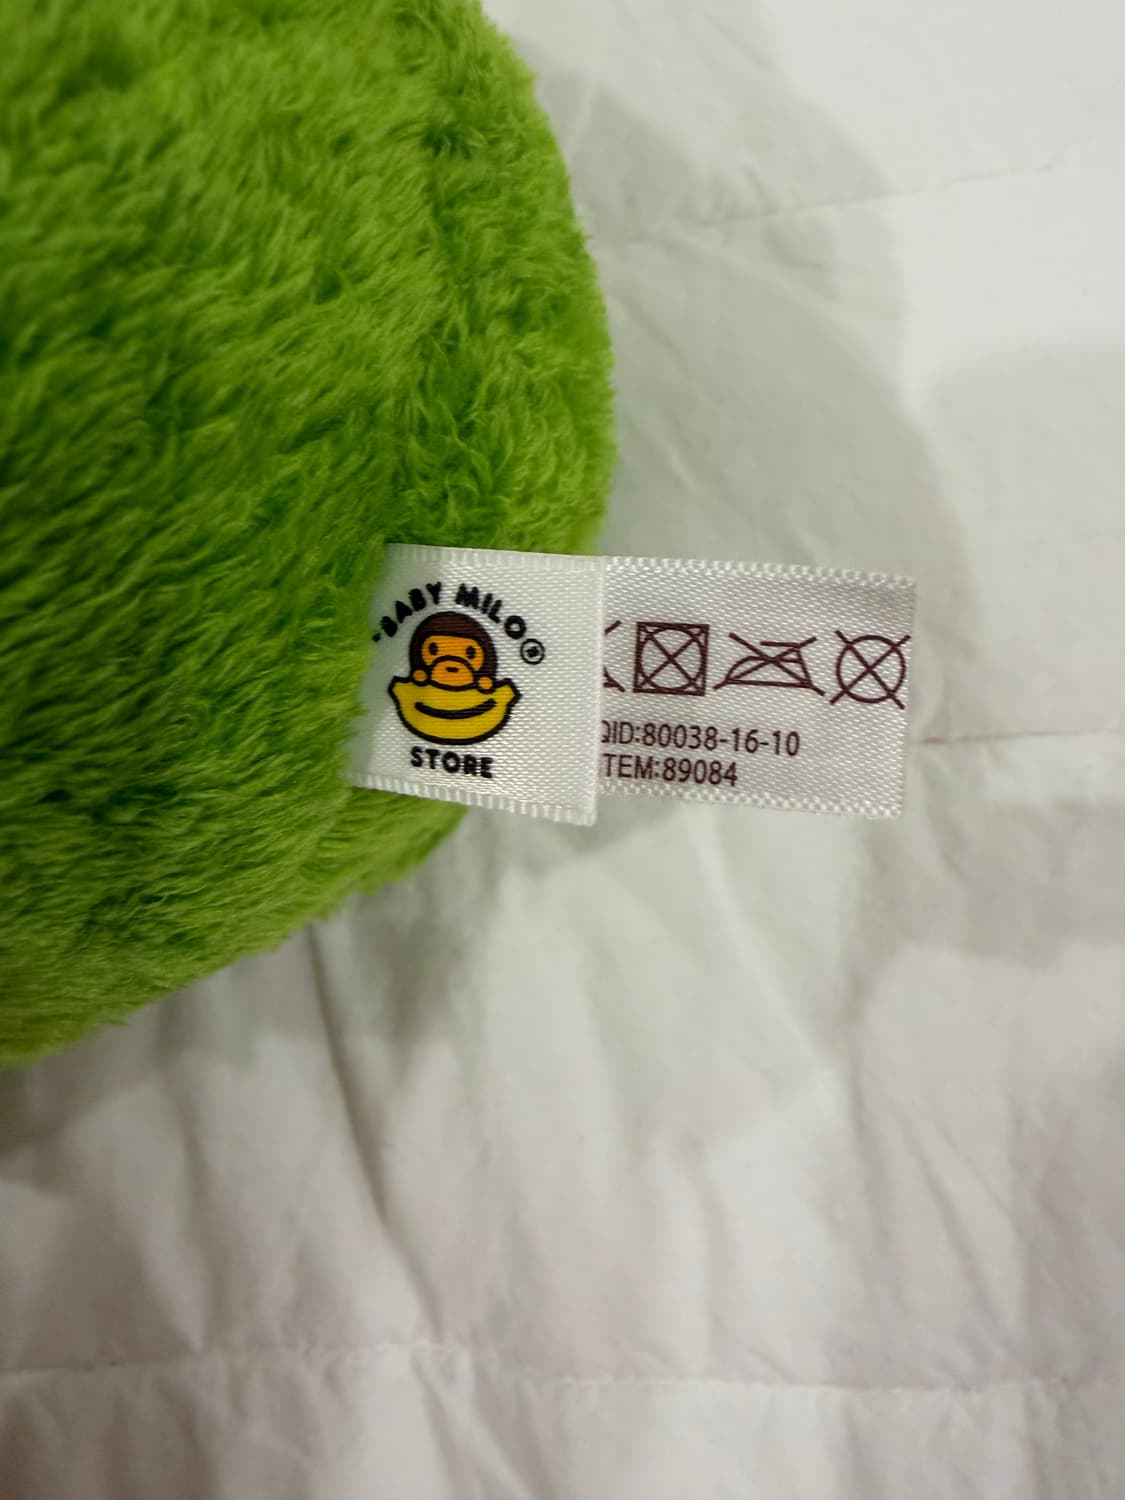 "BABY MILO®
STORE
QID:80038-16-10
TEM:89084